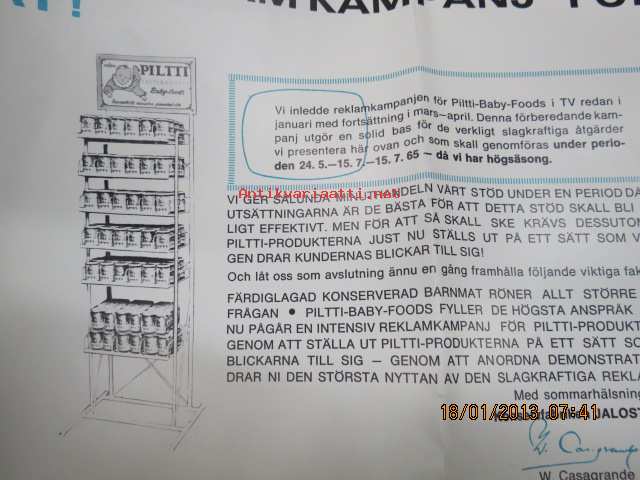 RT!
KAMPANJ
PILTTI
Baby-Foods
Vi inledde reklamkampanjen för Piltti-Baby-Foods i TV redan i
januari med fortsättning i mars—april. Denna förberedande kam-
panj utgör en solid bas för de verkligt slagkraftiga åtgärder
vi presenterar här ovan och som skall genomföras under perio-
den 24. 5.—15. 7.—15. 7. 65 — då vi har högsäsong.
Antikvariaatti.net
VI GER SÅLUNDA MINUTHANDELN VÅRT STÖD UNDER EN PERIOD DÅ
UTSÄTTNINGARNA ÄR DE BÄSTA FÖR ATT DETTA STÖD SKALL BLI
LIGT EFFEKTIVT. MEN FÖR ATT SÅ SKALL SKE KRÄVS DESSUTOM
PILTTI-PRODUKTERNA JUST NU STÄLLS UT PÅ ETT SÄTT SOM V
GEN DRAR KUNDERNAS BLICKAR TILL SIG!
Och låt oss som avslutning ännu en gång framhålla följande viktiga fak
FÄRDIGLAGAD KONSERVERAD BARNMAT RÖNER ALLT STÖRRE
FRÅGAN ● PILTTI-BABY-FOODS FYLLER DE HÖGSTA ANSPRÅK
NU PÅGÅR EN INTENSIV REKLAMKAMPANJ FÖR PILTTI-PRODUKT
GENOM ATT STÄLLA UT PILTTI-PRODUKTERNA PÅ ETT SÄTT SO
BLICKARNA TILL SIG — GENOM ATT ANORDNA DEMONSTRAT
DRAR NI DEN STÖRSTA NYTTAN AV DEN SLAGKRAFTIGA REKLA
Med sommarhälsning
JALOST
18/01/2013 07:41
W. Casagrande
W. Casagrande